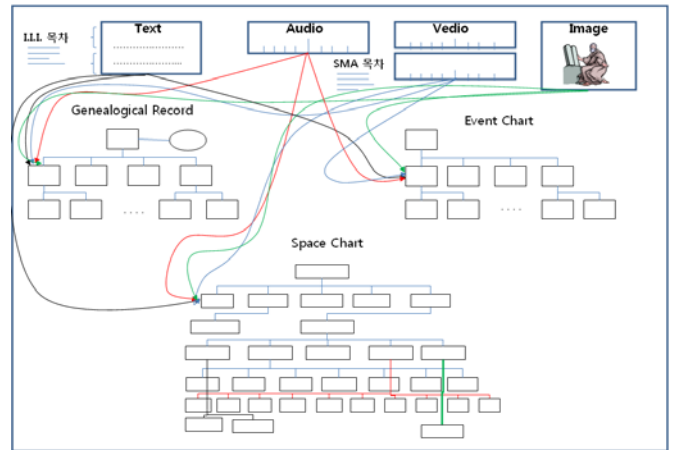 Text
Audio
Vedio
Image
I.I.I. 목차
SMA 목차
Genealogical Record
Event Chart
Space Chart